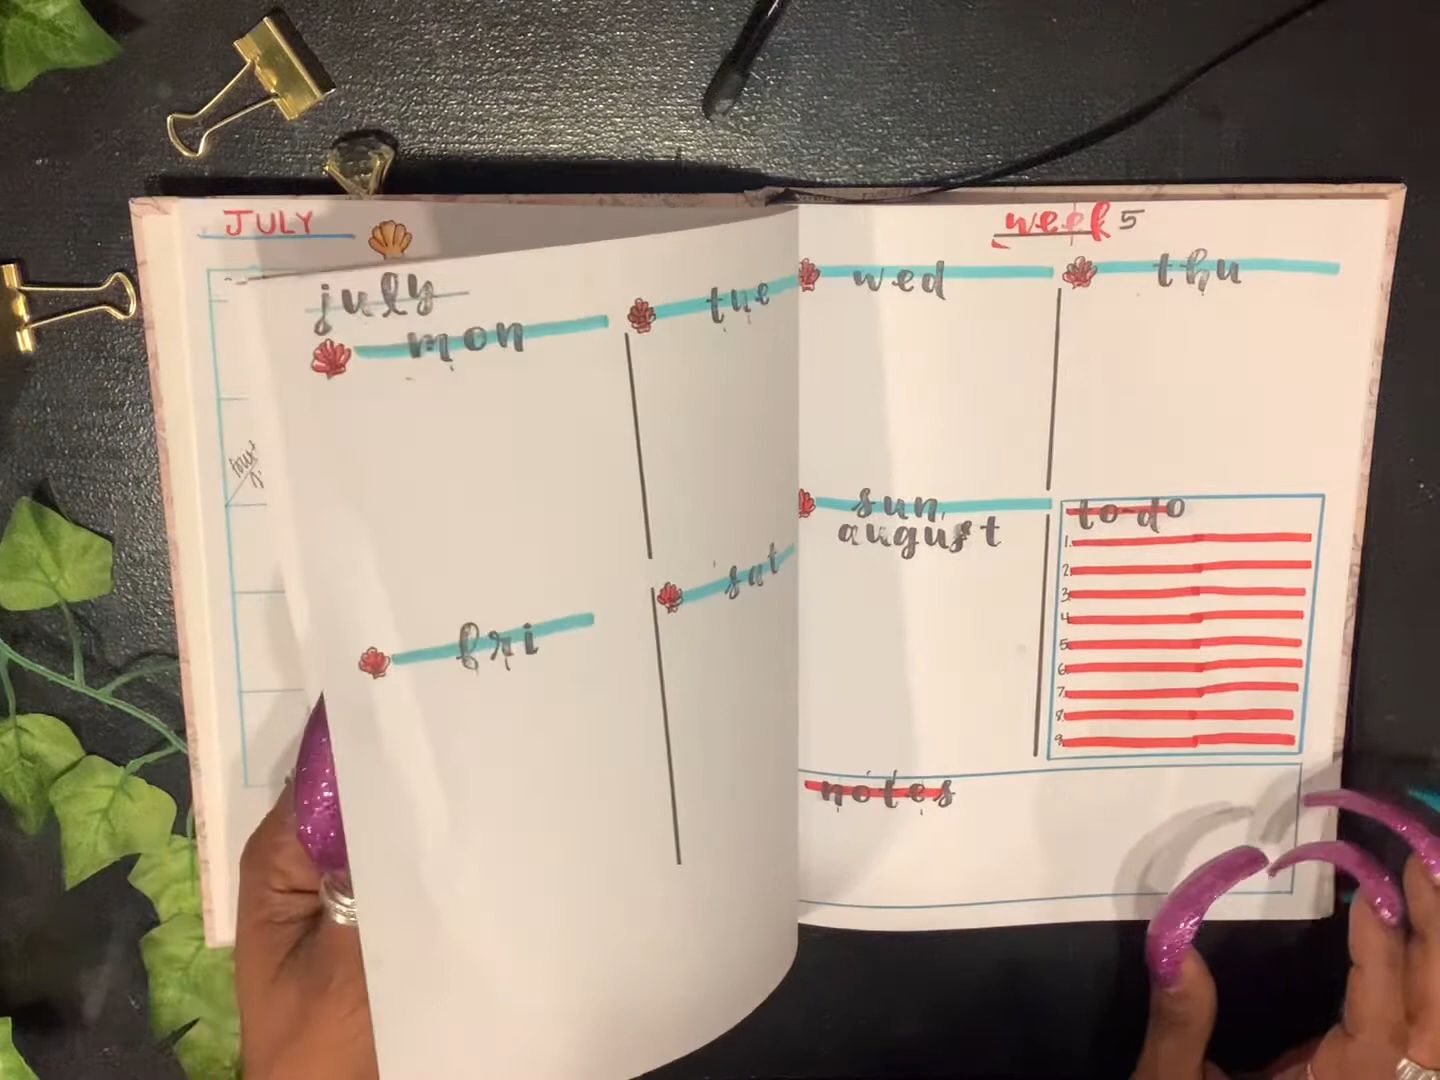 JULY
july
mon
tue
fri
sat
week 5
wed
thu
sun
august
to-do
1.
2.
3.
4.
5.
6.
7.
8.
9.
notes